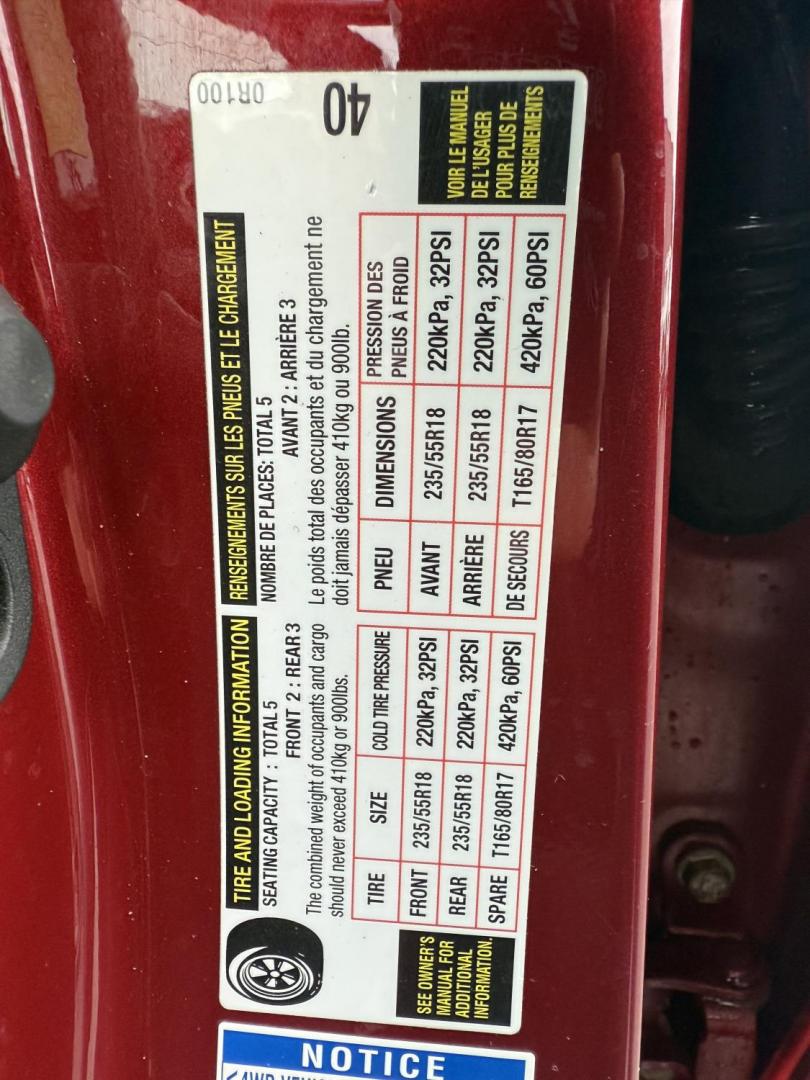 TIRE AND LOADING INFORMATION
SEATING CAPACITY : TOTAL 5
FRONT 2 : REAR 3
The combined weight of occupants and cargo
should never exceed 410kg or 900lbs.
TIRE SIZE COLD TIRE PRESSURE
FRONT 235/55R18 220kPa, 32PSI
REAR 235/55R18 220kPa, 32PSI
SPARE T165/80R17 420kPa, 60PSI
SEE OWNER'S
MANUAL FOR
ADDITIONAL
INFORMATION.
RENSEIGNEMENTS SUR LES PNEUS ET LE CHARGEMENT
NOMBRE DE PLACES: TOTAL 5
AVANT 2 : ARRIÈRE 3
Le poids total des occupants et du chargement ne
doit jamais dépasser 410kg ou 900lb.
PNEU DIMENSIONS PRESSION DES
PNEUS À FROID
AVANT 235/55R18 220kPa, 32PSI
ARRIÈRE 235/55R18 220kPa, 32PSI
DE SECOURS T165/80R17 420kPa, 60PSI
VOIR LE MANUEL
DE L'USAGER
POUR PLUS DE
RENSEIGNEMENTS
0R100
40
NOTICE
4WD